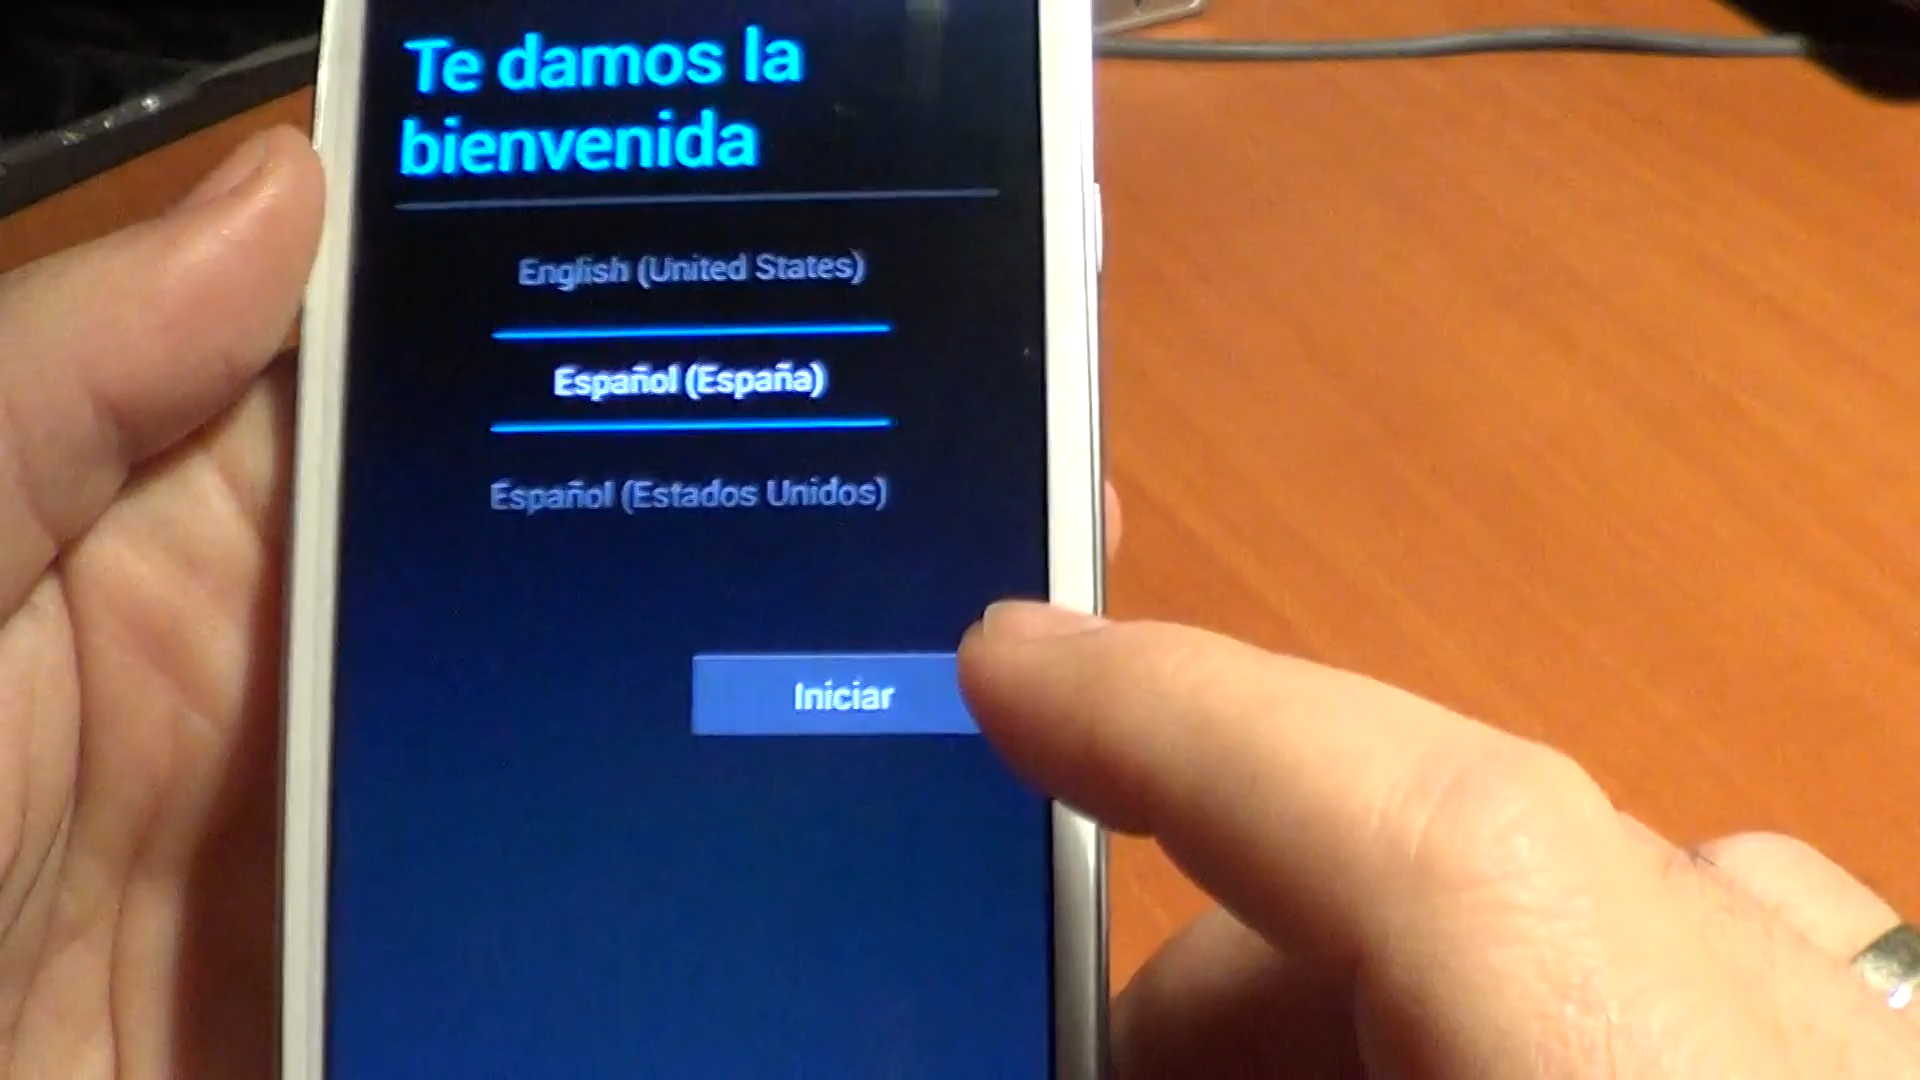 Te damos la
bienvenida
English (United States)
Español (España)
Español (Estados Unidos)
Iniciar